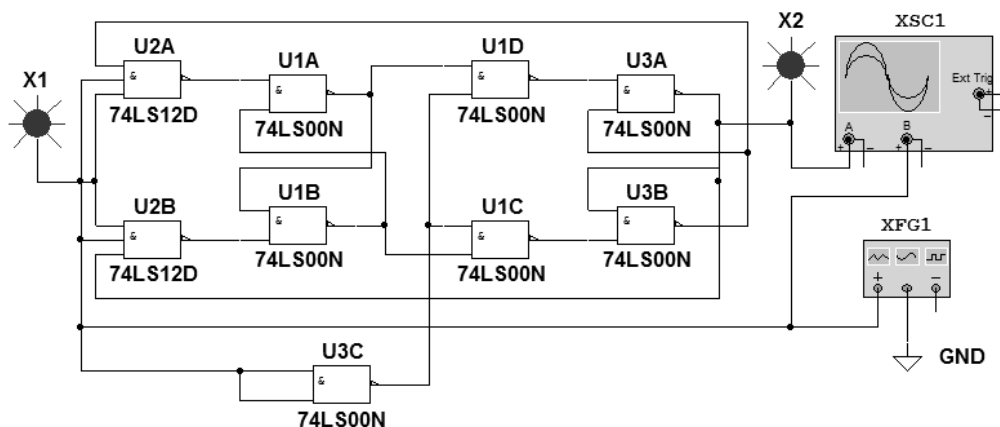 X1
U2A
&
74LS12D
U1A
&
74LS00N
U1D
&
74LS00N
U3A
&
74LS00N
X2
XSC1
Ext Trig
+
−
A
B
+
−
+
−
U2B
&
74LS12D
U1B
&
74LS00N
U1C
&
74LS00N
U3B
&
74LS00N
XFG1
+
−
GND
U3C
&
74LS00N